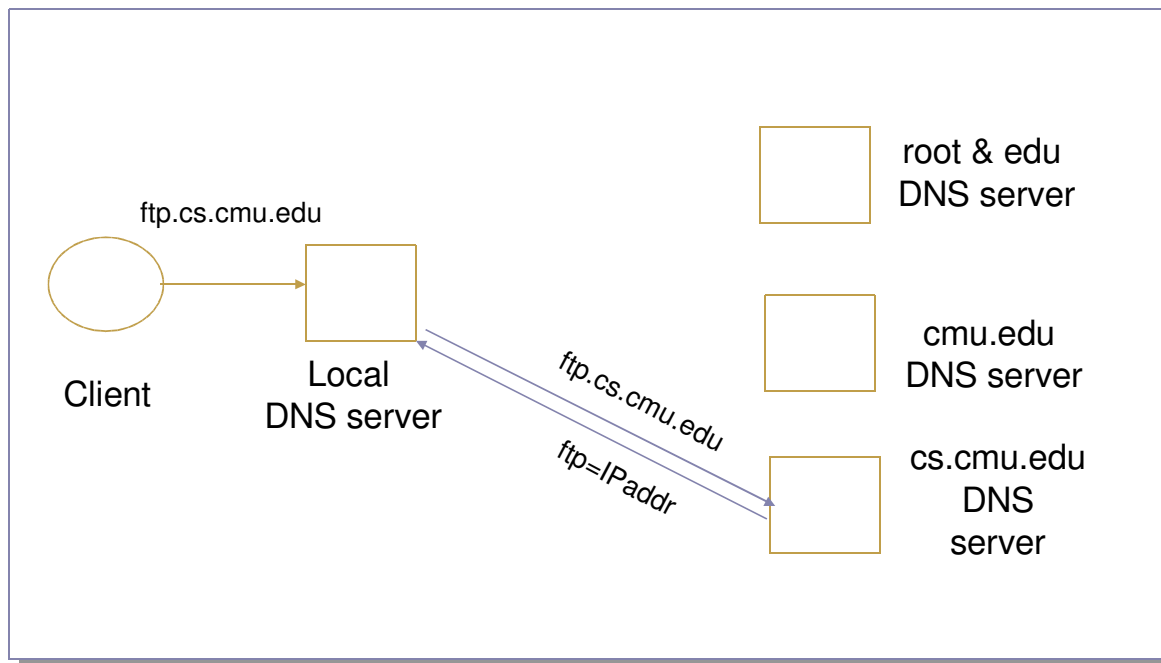 root & edu
DNS server
ftp.cs.cmu.edu
cmu.edu
DNS server
Client
Local
DNS server
ftp.cs.cmu.edu
ftp=IPaddr
cs.cmu.edu
DNS
server